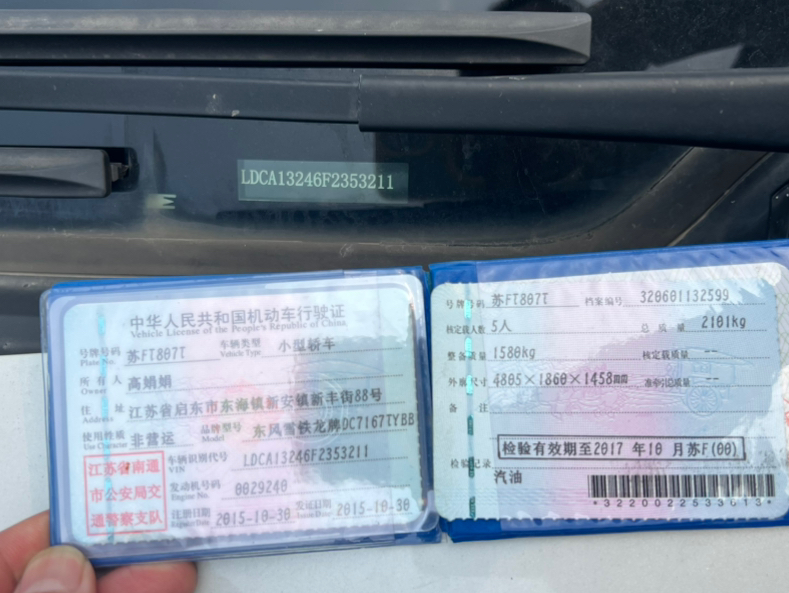 LDCA13246F2353211
中华人民共和国机动车行驶证
Vehicle License of the People's Republic of China
号牌号码 苏FT807T 车辆类型 小型轿车
Plate No. Vehicle Type
所有人 高娟娟
Owner
住址 江苏省启东市东海镇新安镇新丰街88号
使用性质 非营运 品牌型号 东风雪铁龙牌DC7167TYBB
Use Character Model
江苏省南通
市公安局交
通警察支队
车辆识别代号 LDCA13246F2353211
VIN
发动机号码 0029240
Engine No.
注册日期 2015-10-30 发证日期 2015-10-30
Register Date Issue Date
号牌号码 苏FT807T 档案编号 320601132599
核定载人数 5人 总质量 2101kg
整备质量 1580kg 核定载质量 --
外廓尺寸 4805×1860×1458mm 准牵引总质量 --
备注
检验有效期至2017年10月苏F(00)
检验记录
汽油
*3220022533613*